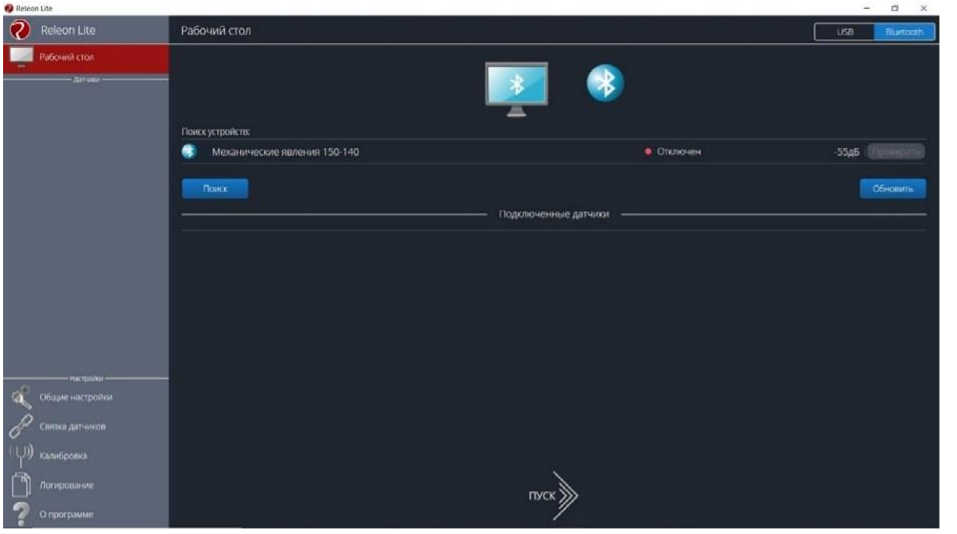 Releon Lite
Releon Lite
Рабочий стол
USB
Bluetooth
Рабочий стол
Датчики
Поиск устройств:
Механические явления 150-140
Отключен
-55дБ
Проверить
Поиск
Обновить
Подключенные датчики
Настройки
Общие настройки
Связка датчиков
Калибровка
Логирование
О программе
ПУСК